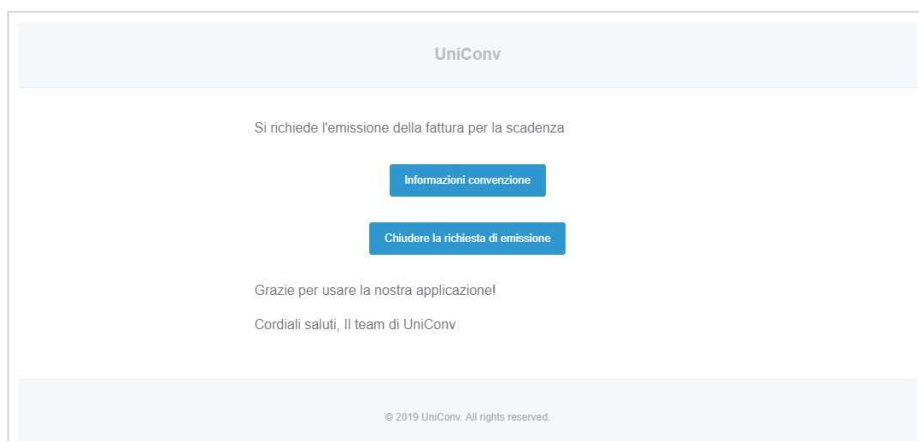 UniConv
Si richiede l'emissione della fattura per la scadenza
Informazioni convenzione
Chiudere la richiesta di emissione
Grazie per usare la nostra applicazione!
Cordiali saluti, Il team di UniConv
© 2019 UniConv. All rights reserved.